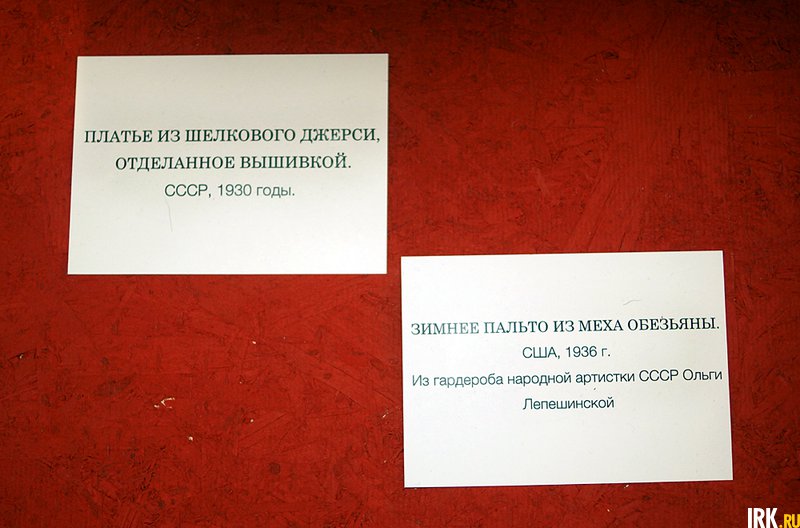 ПЛАТЬЕ ИЗ ШЕЛКОВОГО ДЖЕРСИ,
ОТДЕЛАННОЕ ВЫШИВКОЙ.
СССР, 1930 годы.
ЗИМНЕЕ ПАЛЬТО ИЗ МЕХА ОБЕЗЬЯНЫ.
США, 1936 г.
Из гардероба народной артистки СССР Ольги
Лепешинской
IRK.RU